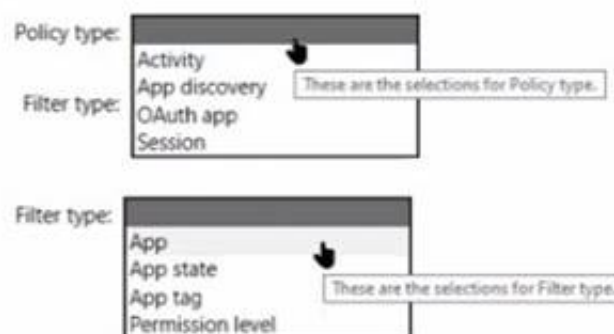 Policy type:
Activity
App discovery
These are the selections for Policy type.
Filter type:
OAuth app
Session
Filter type:
App
App state
These are the selections for Filter type.
App tag
Permission level